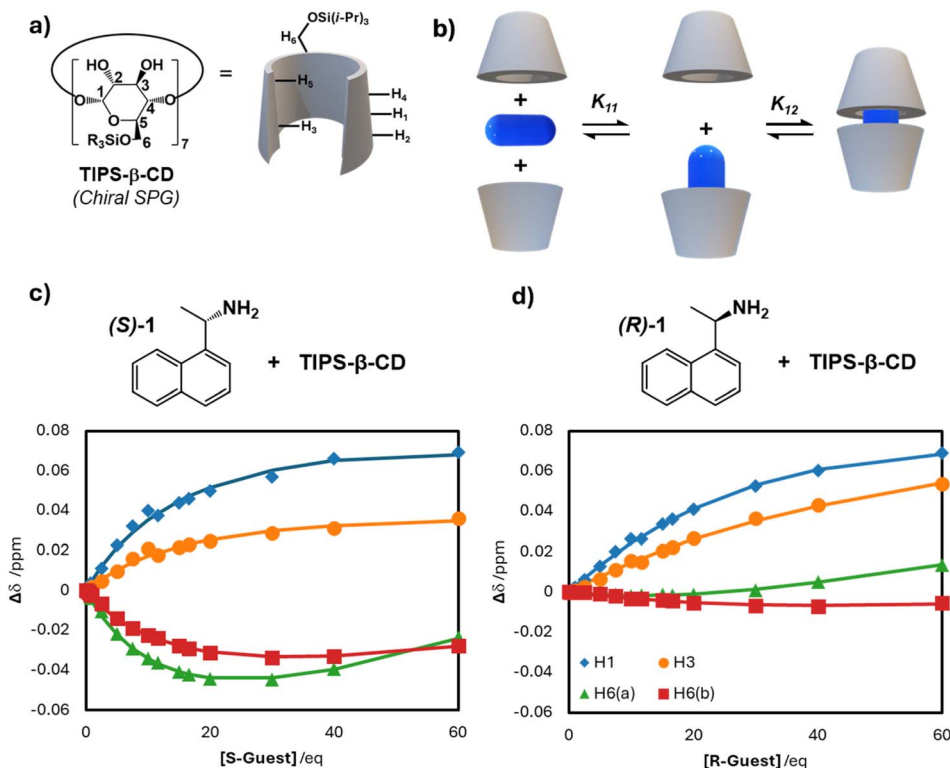 a)
OSi(i-Pr)3
H6
HO
OH
2
3
1
4
O
O
O
5
R3SiO
6
7
=
H5
H3
H4
H1
H2
TIPS-β-CD
(Chiral SPG)
b)
+
K11
+
+
K12
c)
(S)-1
NH2
+ TIPS-β-CD
d)
(R)-1
NH2
+ TIPS-β-CD
0.08
0.06
0.04
0.02
0
-0.02
-0.04
-0.06
Δδ /ppm
0 20 40 60
[S-Guest] /eq
0.08
0.06
0.04
0.02
0
-0.02
-0.04
-0.06
Δδ /ppm
H1 H3
H6(a) H6(b)
0 20 40 60
[R-Guest] /eq